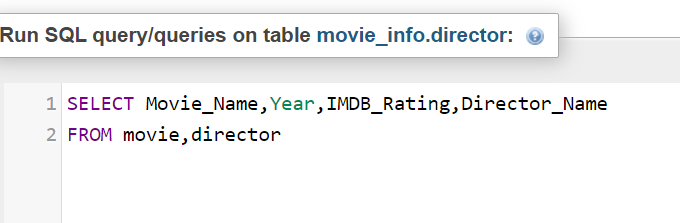 Run SQL query/queries on table movie_info.director:
1 SELECT Movie_Name,Year,IMDB_Rating,Director_Name
2 FROM movie,director